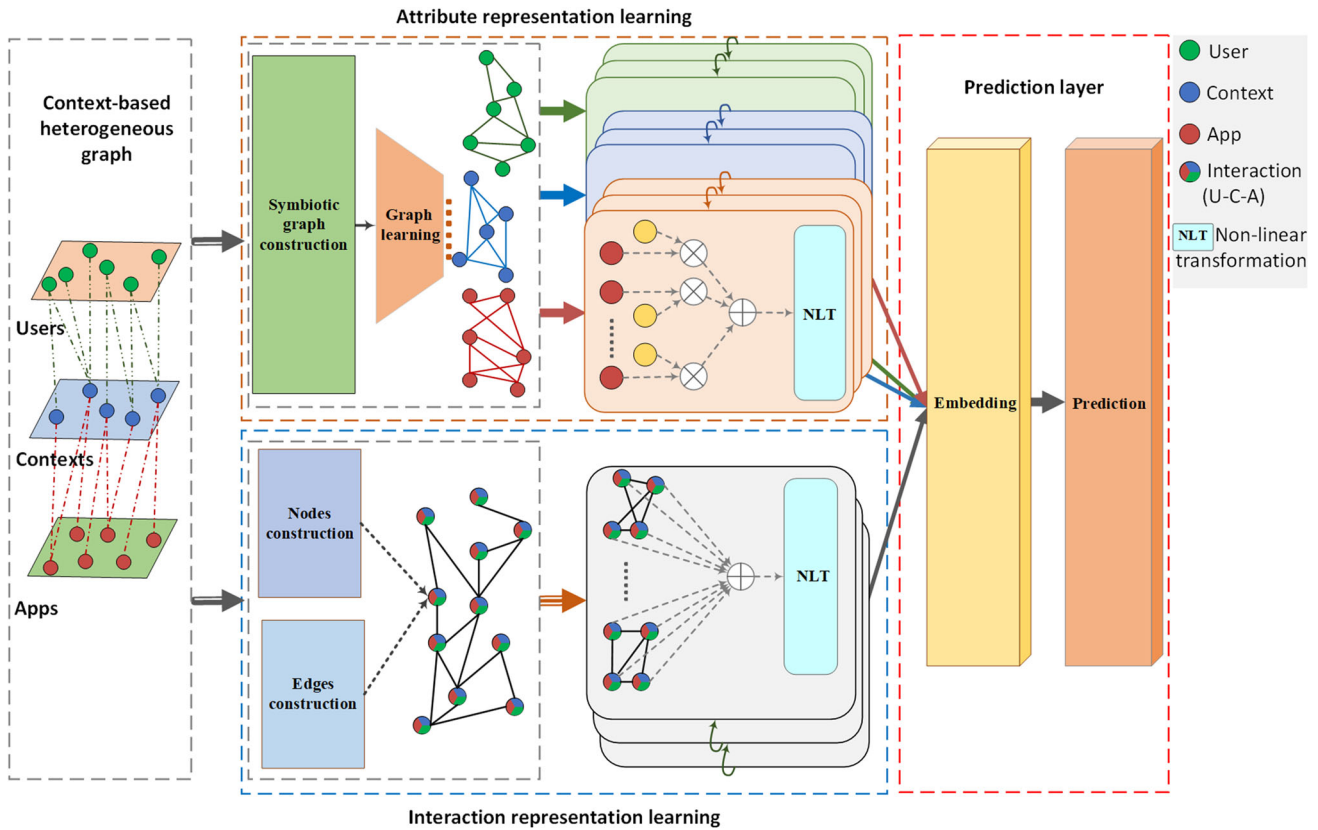 Attribute representation learning
Context-based
heterogeneous
graph
Users
Contexts
Apps
Symbiotic
graph
construction
Graph
learning
NLT
Nodes
construction
Edges
construction
NLT
Interaction representation learning
Prediction layer
Embedding
Prediction
User
Context
App
Interaction
(U-C-A)
NLT Non-linear
transformation